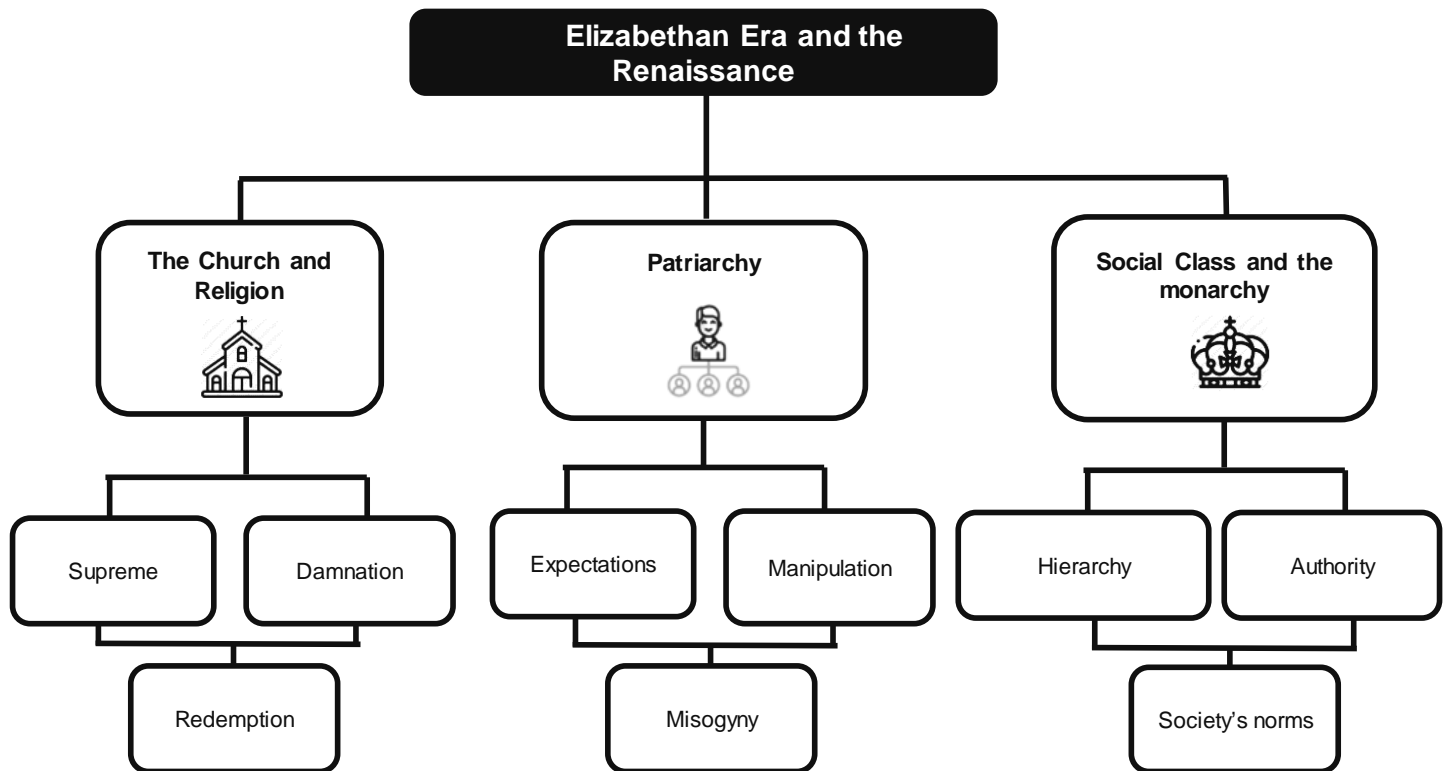 Elizabethan Era and the
Renaissance
The Church and
Religion
Patriarchy
Social Class and the
monarchy
Supreme
Damnation
Expectations
Manipulation
Hierarchy
Authority
Redemption
Misogyny
Society’s norms